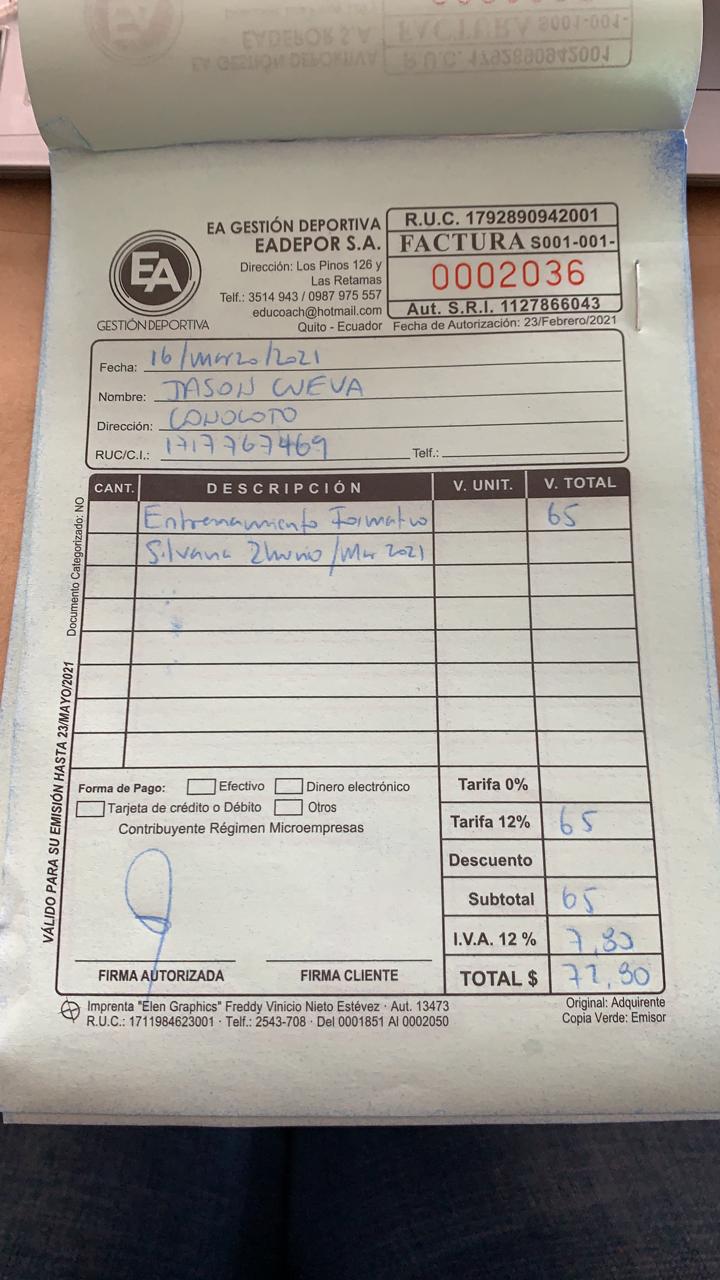 EA GESTIÓN DEPORTIVA
EADEPOR S.A.
Dirección: Los Pinos 126 y
Las Retamas
Telf.: 3514 943 / 0987 975 557
educoach@hotmail.com
Quito - Ecuador
EA
GESTIÓN DEPORTIVA
R.U.C. 1792890942001
FACTURA S001-001-
0002036
Aut. S.R.I. 1127866043
Fecha de Autorización: 23/Febrero/2021
Fecha: 16/marzo/2021
Nombre: JASON CUEVA
Dirección: CONOCOTO
RUC/C.I.: 1717767469 Telf.:
CANT. DESCRIPCIÓN V. UNIT. V. TOTAL
Entrenamiento Formativo 65
Silvana /Mar 2021
Documento Categorizado: NO
VÁLIDO PARA SU EMISIÓN HASTA 23/MAYO/2021
Forma de Pago: Efectivo Dinero electrónico
Tarjeta de crédito o Débito Otros
Contribuyente Régimen Microempresas
Tarifa 0%
Tarifa 12% 65
Descuento
Subtotal 65
I.V.A. 12 % 7,80
TOTAL $ 72,80
FIRMA AUTORIZADA FIRMA CLIENTE
Imprenta "Elen Graphics" Freddy Vinicio Nieto Estévez · Aut. 13473
R.U.C.: 1711984623001 · Telf.: 2543-708 · Del 0001851 Al 0002050
Original: Adquirente
Copia Verde: Emisor